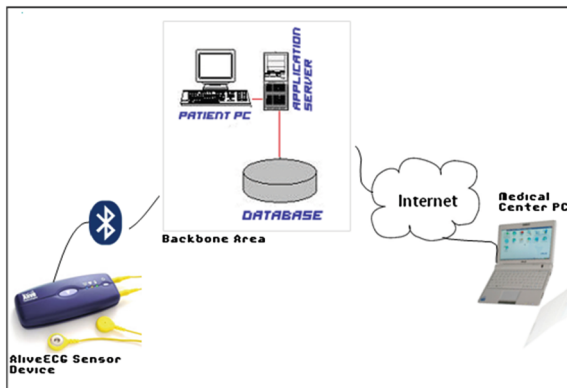 PATIENT PC
APPLICATION
SERVER
DATABASE
Backbone Area
Internet
Medical
Center PC
AliveECG Sensor
Device